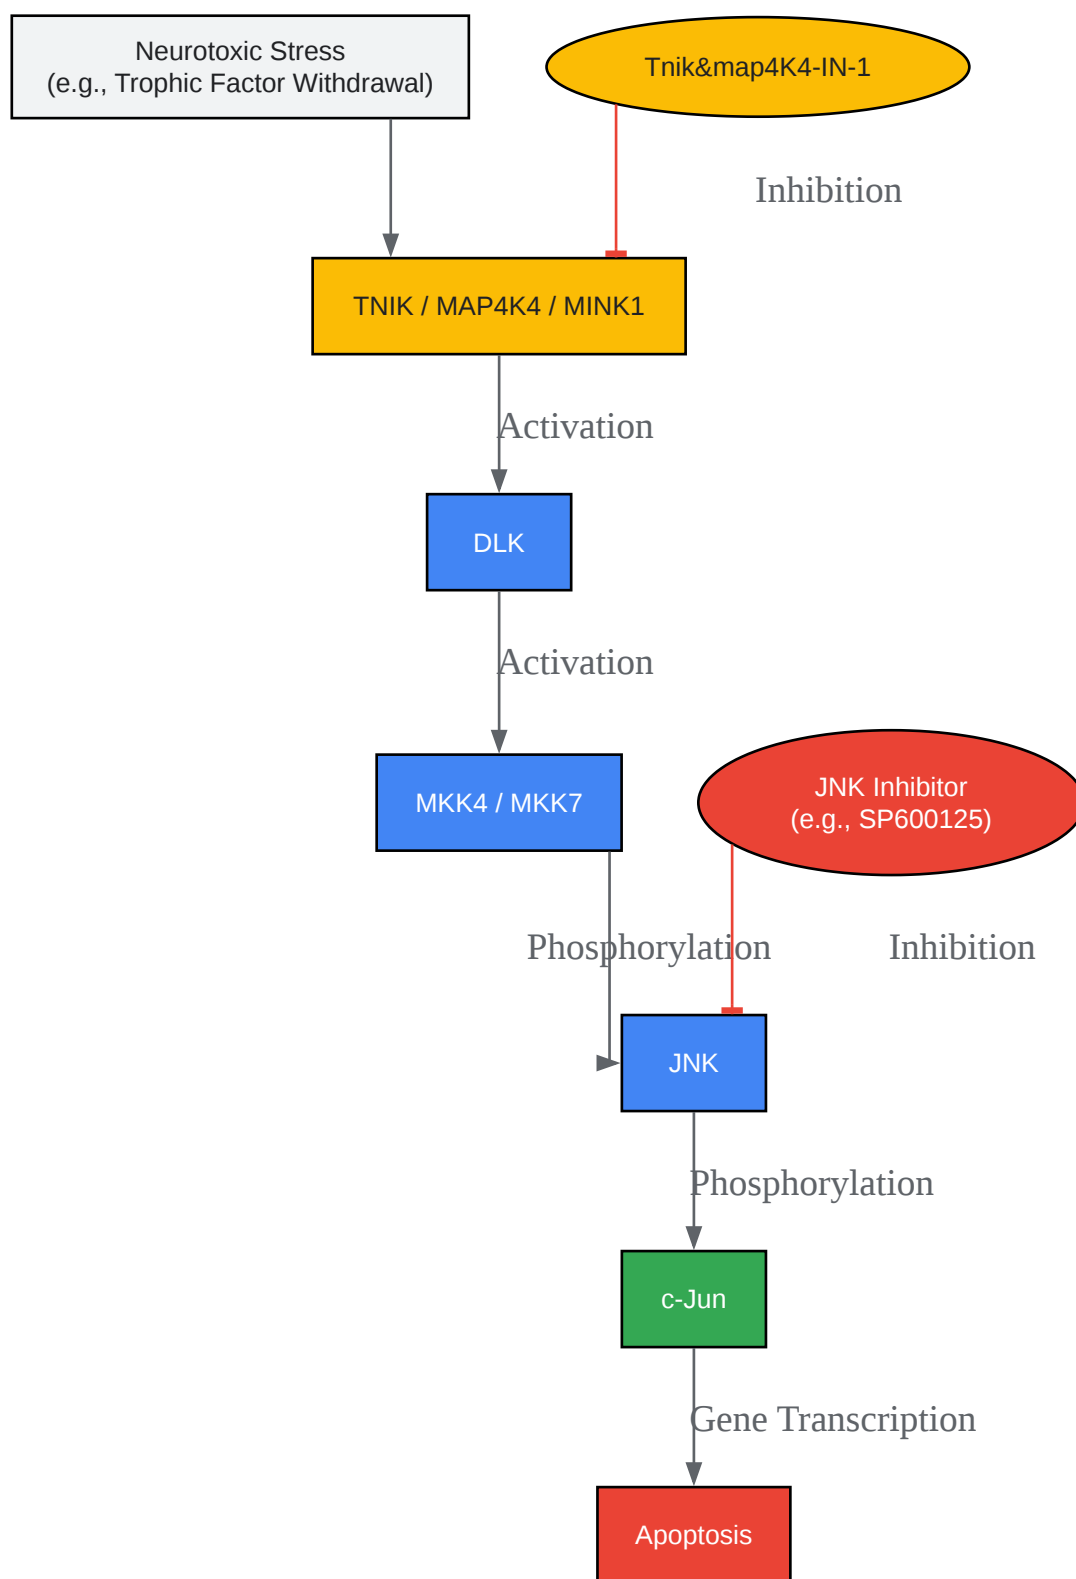 Neurotoxic Stress
(e.g., Trophic Factor Withdrawal)
Tnik&map4K4-IN-1
Inhibition
TNIK / MAP4K4 / MINK1
Activation
DLK
Activation
MKK4 / MKK7
JNK Inhibitor
(e.g., SP600125)
Phosphorylation
Inhibition
JNK
Phosphorylation
c-Jun
Gene Transcription
Apoptosis